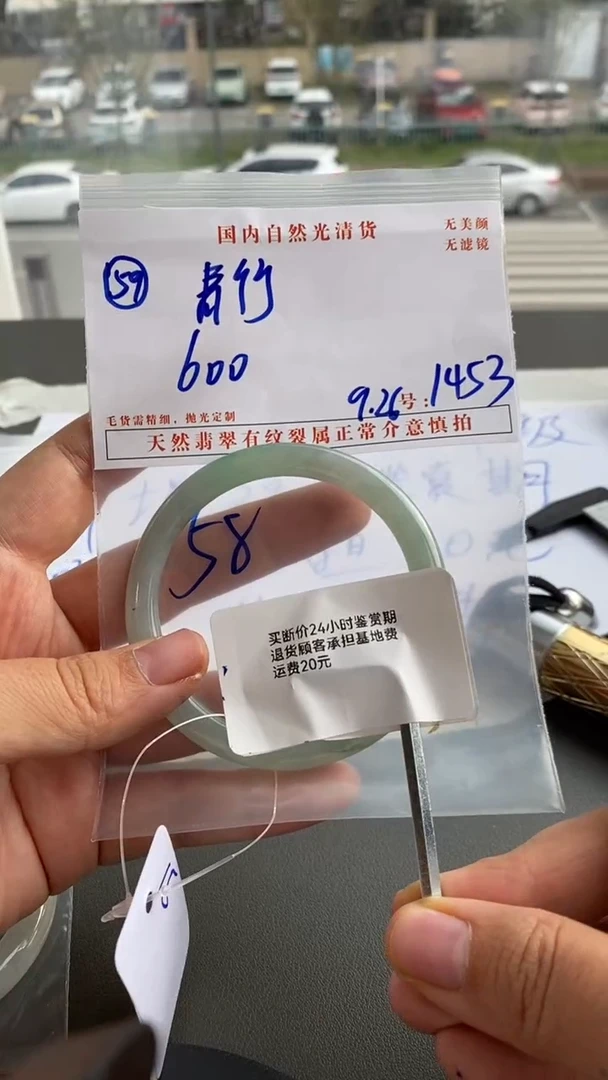 国内自然光清货
无美颜
无滤镜
59
青竹
600
9.26号:1453
毛货需精细，抛光定制
天然翡翠有纹裂属正常介意慎拍
58
买断价24小时鉴赏期
退货顾客承担基地费
运费20元